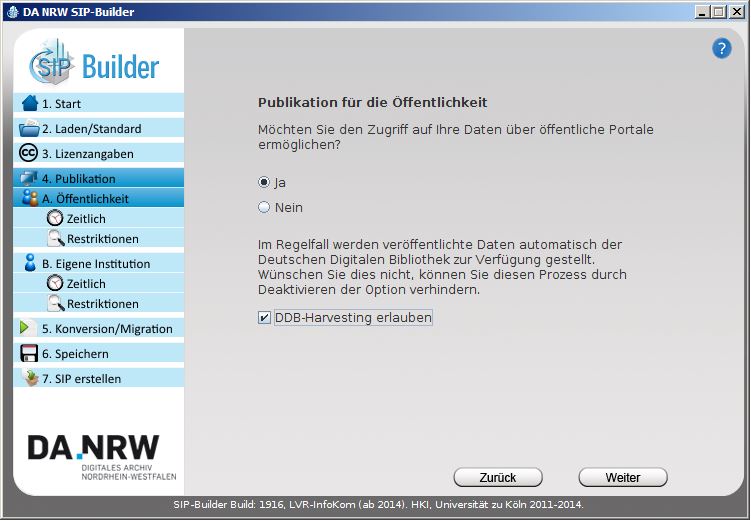 DA NRW SIP-Builder
SIP Builder
1. Start
2. Laden/Standard
cc 3. Lizenzangaben
4. Publikation
A. Öffentlichkeit
Zeitlich
Restriktionen
B. Eigene Institution
Zeitlich
Restriktionen
5. Konversion/Migration
6. Speichern
7. SIP erstellen
DA.NRW
DIGITALES ARCHIV
NORDRHEIN-WESTFALEN
?
Publikation für die Öffentlichkeit
Möchten Sie den Zugriff auf Ihre Daten über öffentliche Portale
ermöglichen?
Ja
Nein
Im Regelfall werden veröffentlichte Daten automatisch der
Deutschen Digitalen Bibliothek zur Verfügung gestellt.
Wünschen Sie dies nicht, können Sie diesen Prozess durch
Deaktivieren der Option verhindern.
DDB-Harvesting erlauben
Zurück
Weiter
SIP-Builder Build: 1916, LVR-InfoKom (ab 2014). HKI, Universität zu Köln 2011-2014.